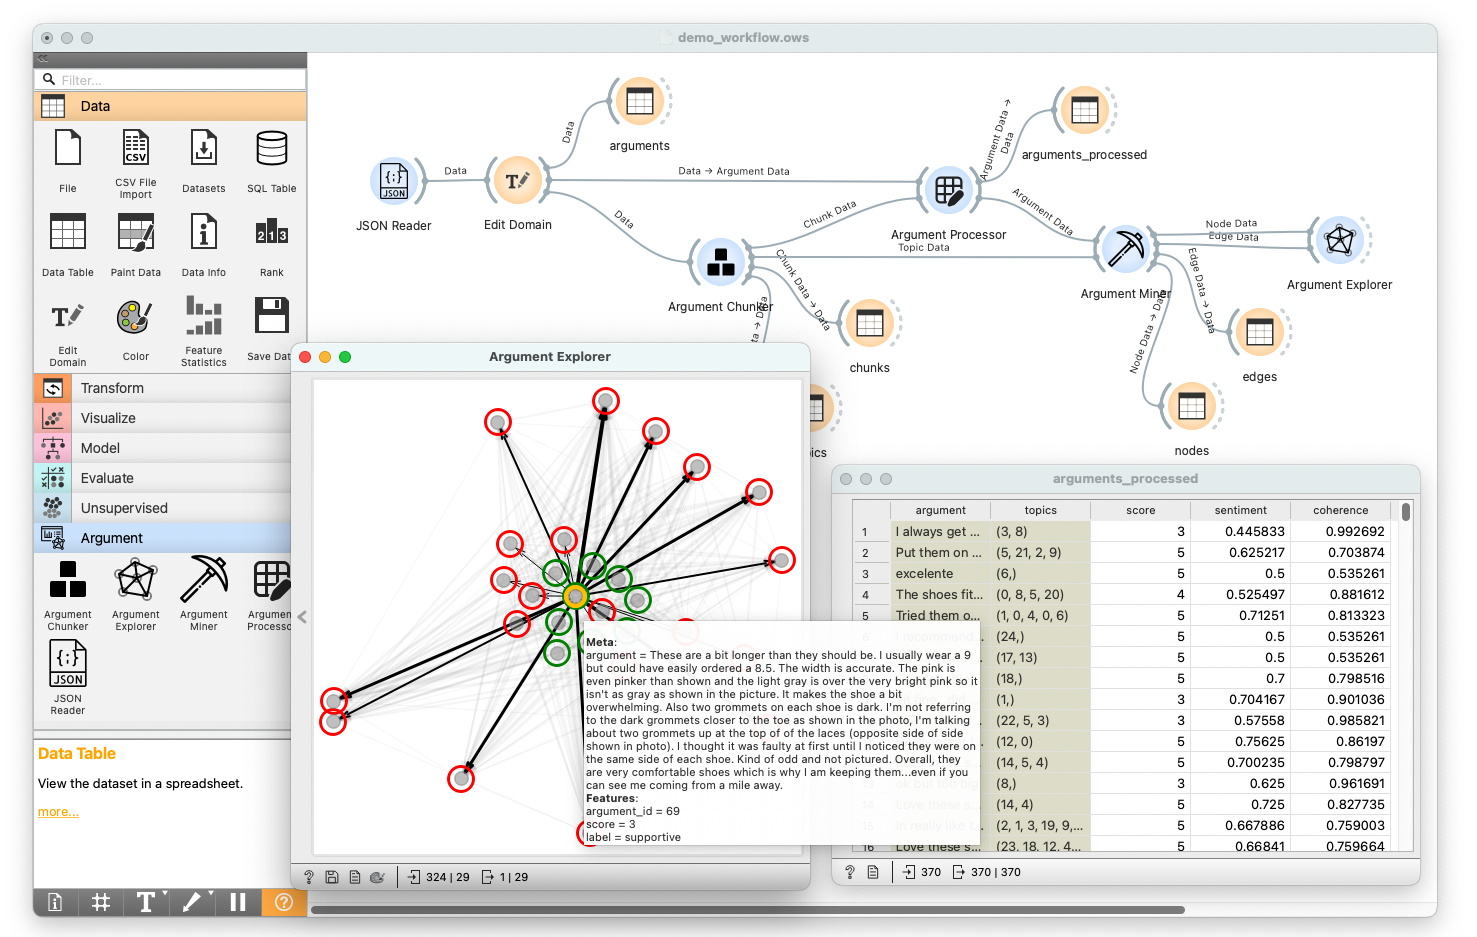 demo_workflow.ows
Filter...
Data
File
CSV File
Import
Datasets
SQL Table
Data Table
Paint Data
Data Info
Rank
Edit
Domain
Color
Feature
Statistics
Save Dat
Transform
Visualize
Model
Evaluate
Unsupervised
Argument
Argument
Chunker
Argument
Explorer
Argument
Miner
Argumen
Processo
JSON
Reader
Data Table
View the dataset in a spreadsheet.
more...
JSON Reader
Data
Edit Domain
Data
arguments
Data → Argument Data
Data
Argument Chunker
Chunk Data
Topic Data
Chunk Data → Data
→ Data
chunks
ics
Argument Processor
Argument Data →
Data
arguments_processed
Argument Data
Argument Miner
Node Data
Edge Data
Argument Explorer
Edge Data → Data
edges
Node Data → Data
nodes
Argument Explorer
Meta:
argument = These are a bit longer than they should be. I usually wear a 9
but could have easily ordered a 8.5. The width is accurate. The pink is
even pinker than shown and the light gray is over the very bright pink so it
isn't as gray as shown in the picture. It makes the shoe a bit
overwhelming. Also two grommets on each shoe is dark. I'm not referring
to the dark grommets closer to the toe as shown in the photo, I'm talking
about two grommets up at the top of of the laces (opposite side of side
shown in photo). I thought it was faulty at first until I noticed they were on
the same side of each shoe. Kind of odd and not pictured. Overall, they
are very comfortable shoes which is why I am keeping them...even if you
can see me coming from a mile away.
Features:
argument_id = 69
score = 3
label = supportive
324 | 29
1 | 29
arguments_processed
argument topics score sentiment coherence
1 I always get ... (3, 8) 3 0.445833 0.992692
2 Put them on ... (5, 21, 2, 9) 5 0.625217 0.703874
3 excelente (6,) 5 0.5 0.535261
4 The shoes fit... (0, 8, 5, 20) 4 0.525497 0.881612
5 Tried them o... (1, 0, 4, 0, 6) 5 0.71251 0.813323
6 I recommend ... (24,) 5 0.5 0.535261
(17, 13) 5 0.5 0.535261
(18,) 5 0.7 0.798516
(1,) 3 0.704167 0.901036
(22, 5, 3) 3 0.57558 0.985821
(12, 0) 5 0.75625 0.86197
(14, 5, 4) 5 0.700235 0.798797
13 (8,) 3 0.625 0.961691
14 Love these s... (14, 4) 5 0.725 0.827735
15 (2, 1, 3, 19, 9,... 5 0.667886 0.759003
16 Love these s... (23, 18, 12, 4... 5 0.66841 0.759664
370
370 | 370